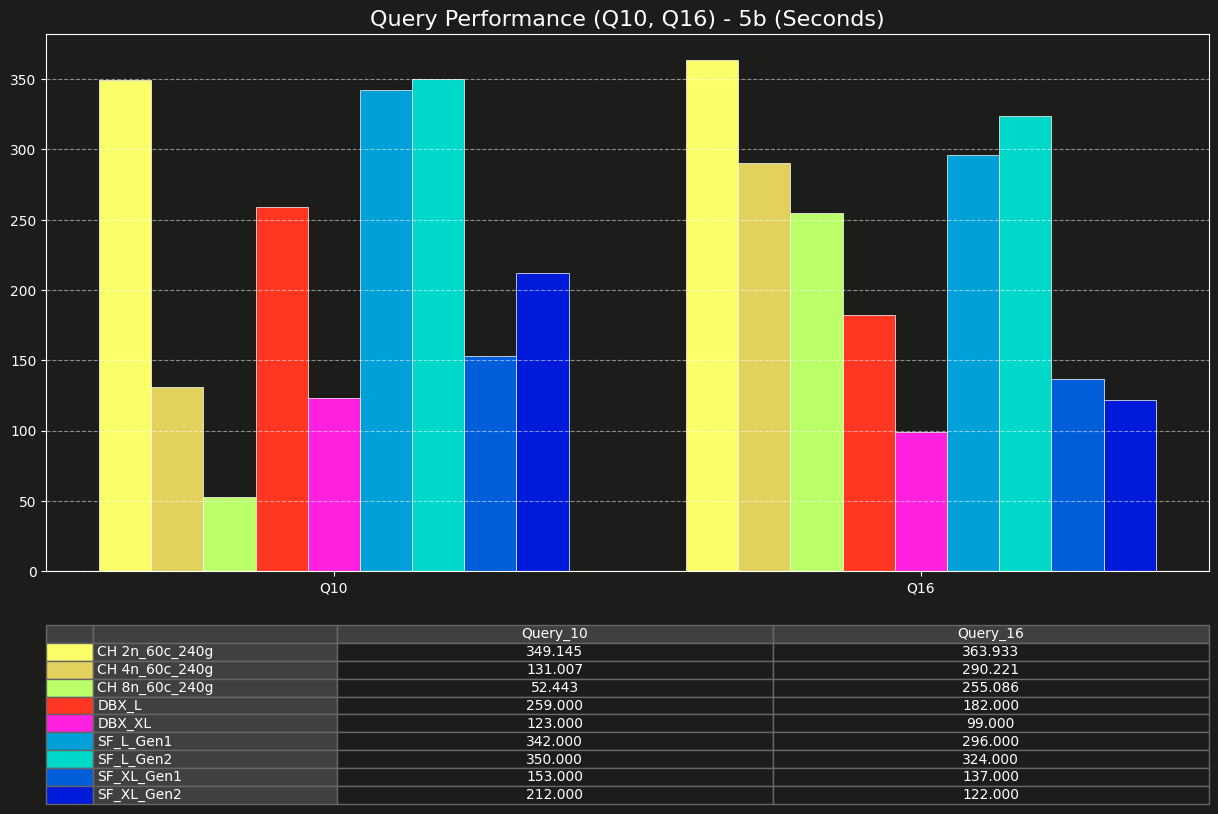 Query Performance (Q10, Q16) - 5b (Seconds)
350
300
250
200
150
100
50
0
Q10 Q16
Query_10 Query_16
CH 2n_60c_240g 349.145 363.933
CH 4n_60c_240g 131.007 290.221
CH 8n_60c_240g 52.443 255.086
DBX_L 259.000 182.000
DBX_XL 123.000 99.000
SF_L_Gen1 342.000 296.000
SF_L_Gen2 350.000 324.000
SF_XL_Gen1 153.000 137.000
SF_XL_Gen2 212.000 122.000